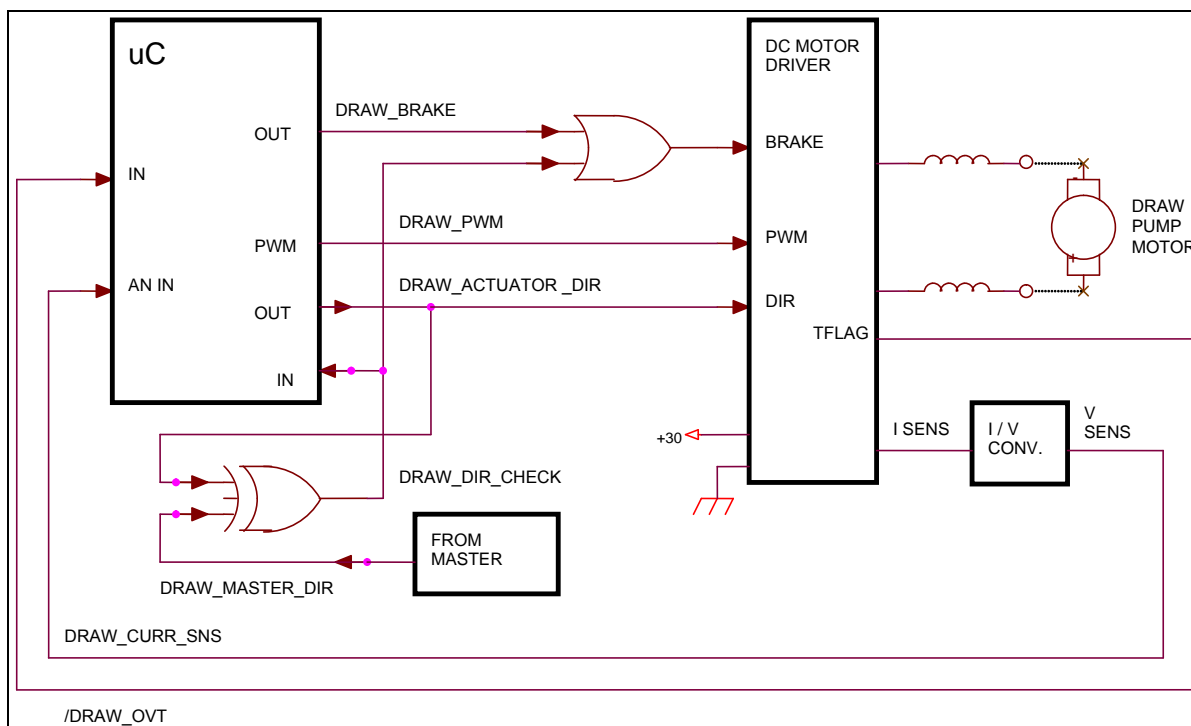 uC
DC MOTOR
DRIVER
DRAW_BRAKE
OUT
BRAKE
IN
DRAW
PUMP
MOTOR
-
+
DRAW_PWM
PWM
PWM
AN IN
DRAW_ACTUATOR _DIR
OUT
DIR
TFLAG
IN
+30
I SENS
I / V
CONV.
V
SENS
DRAW_DIR_CHECK
FROM
MASTER
DRAW_MASTER_DIR
DRAW_CURR_SNS
/DRAW_OVT